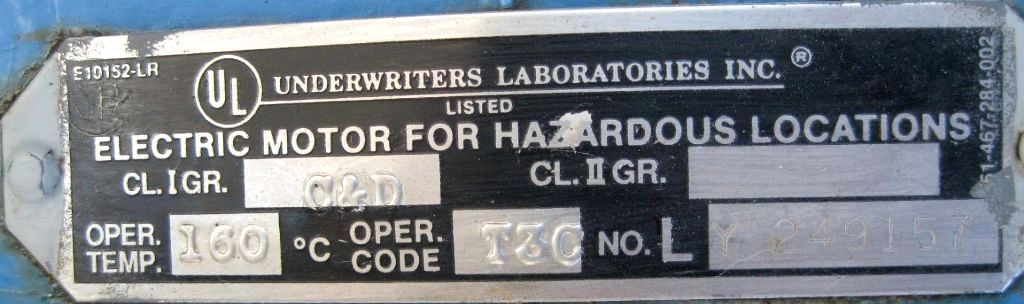 E10152-LR
UL UNDERWRITERS LABORATORIES INC. ®
LISTED
ELECTRIC MOTOR FOR HAZARDOUS LOCATIONS
CL. I GR. C&D CL. II GR.
OPER. TEMP. 160 °C OPER. CODE T3C NO. L Y 249157
51-467-284-002